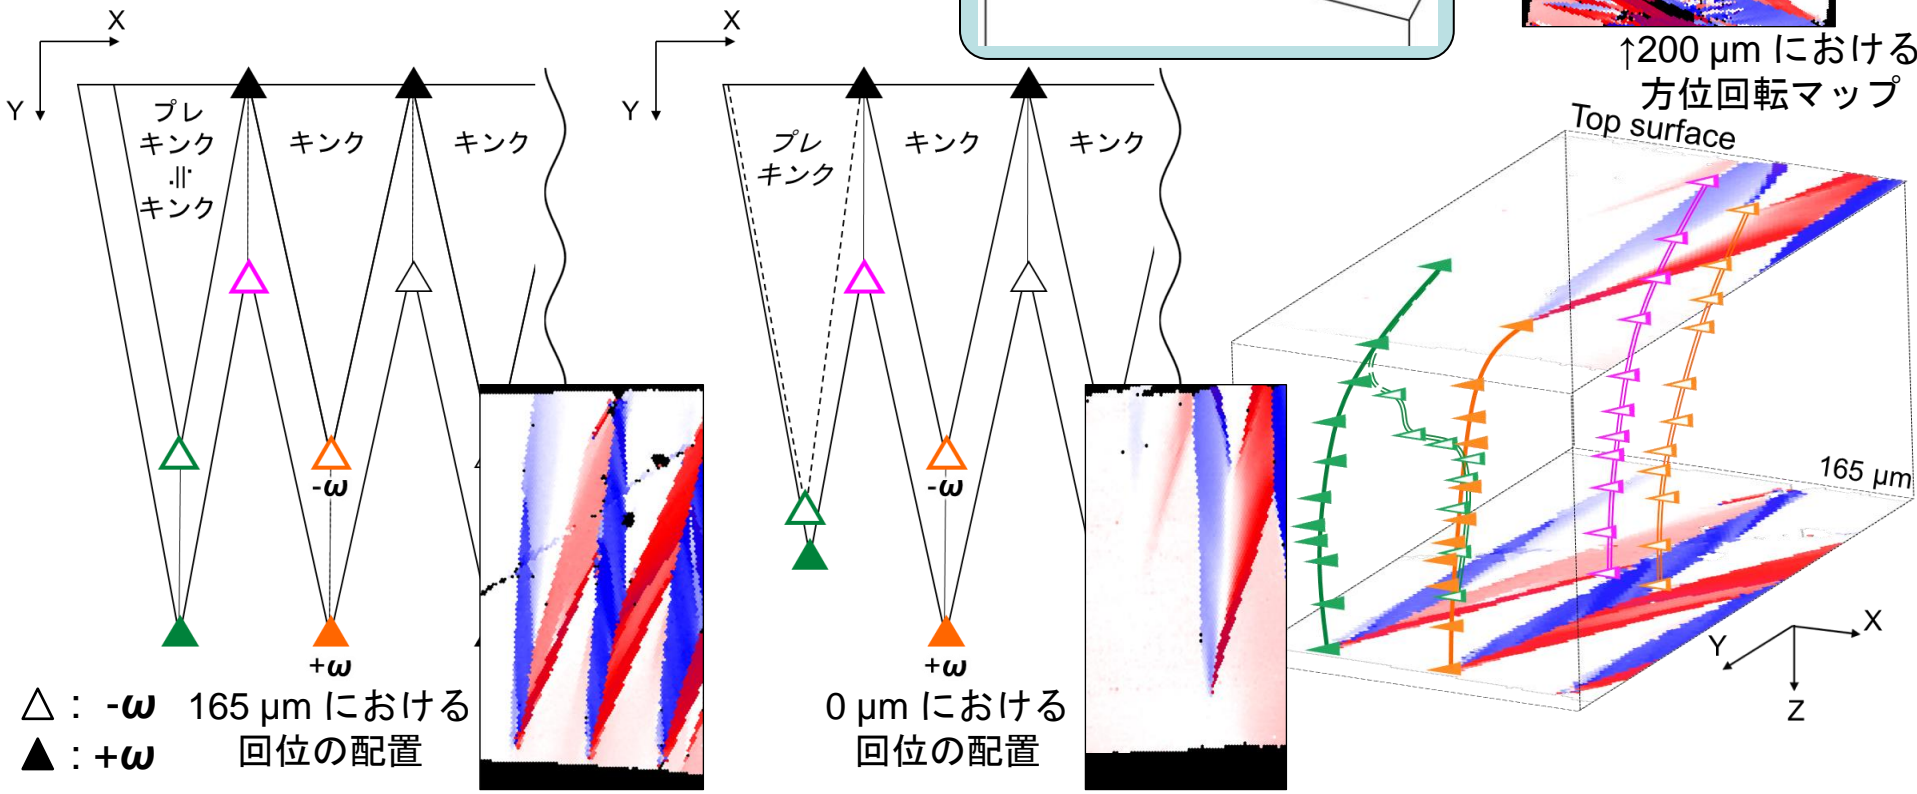 X
Y
プレ
キンク
·||·
キンク
キンク
キンク
-ω
+ω
△ : -ω
▲ : +ω
165 μm における
回位の配置
X
Y
プレ
キンク
キンク
キンク
-ω
+ω
0 μm における
回位の配置
↑200 μm における
方位回転マップ
Top surface
165 μm
X
Y
Z